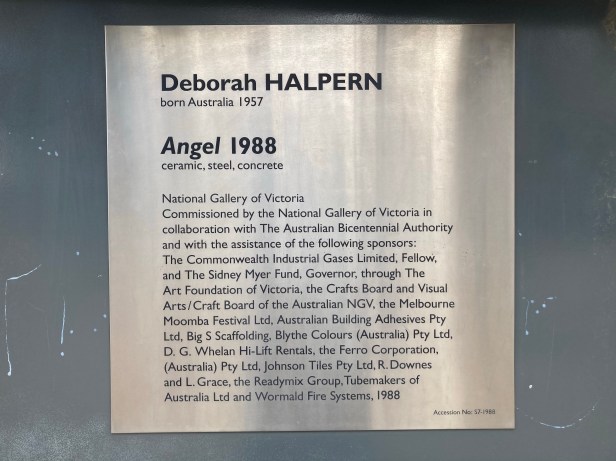 Deborah HALPERN
born Australia 1957
Angel 1988
ceramic, steel, concrete
National Gallery of Victoria
Commissioned by the National Gallery of Victoria in
collaboration with The Australian Bicentennial Authority
and with the assistance of the following sponsors:
The Commonwealth Industrial Gases Limited, Fellow,
and The Sidney Myer Fund, Governor, through The
Art Foundation of Victoria, the Crafts Board and Visual
Arts/Craft Board of the Australian NGV, the Melbourne
Moomba Festival Ltd, Australian Building Adhesives Pty
Ltd, Big S Scaffolding, Blythe Colours (Australia) Pty Ltd,
D. G. Whelan Hi-Lift Rentals, the Ferro Corporation,
(Australia) Pty Ltd, Johnson Tiles Pty Ltd, R. Downes
and L. Grace, the Readymix Group, Tubemakers of
Australia Ltd and Wormald Fire Systems, 1988
Accession No: S7-1988